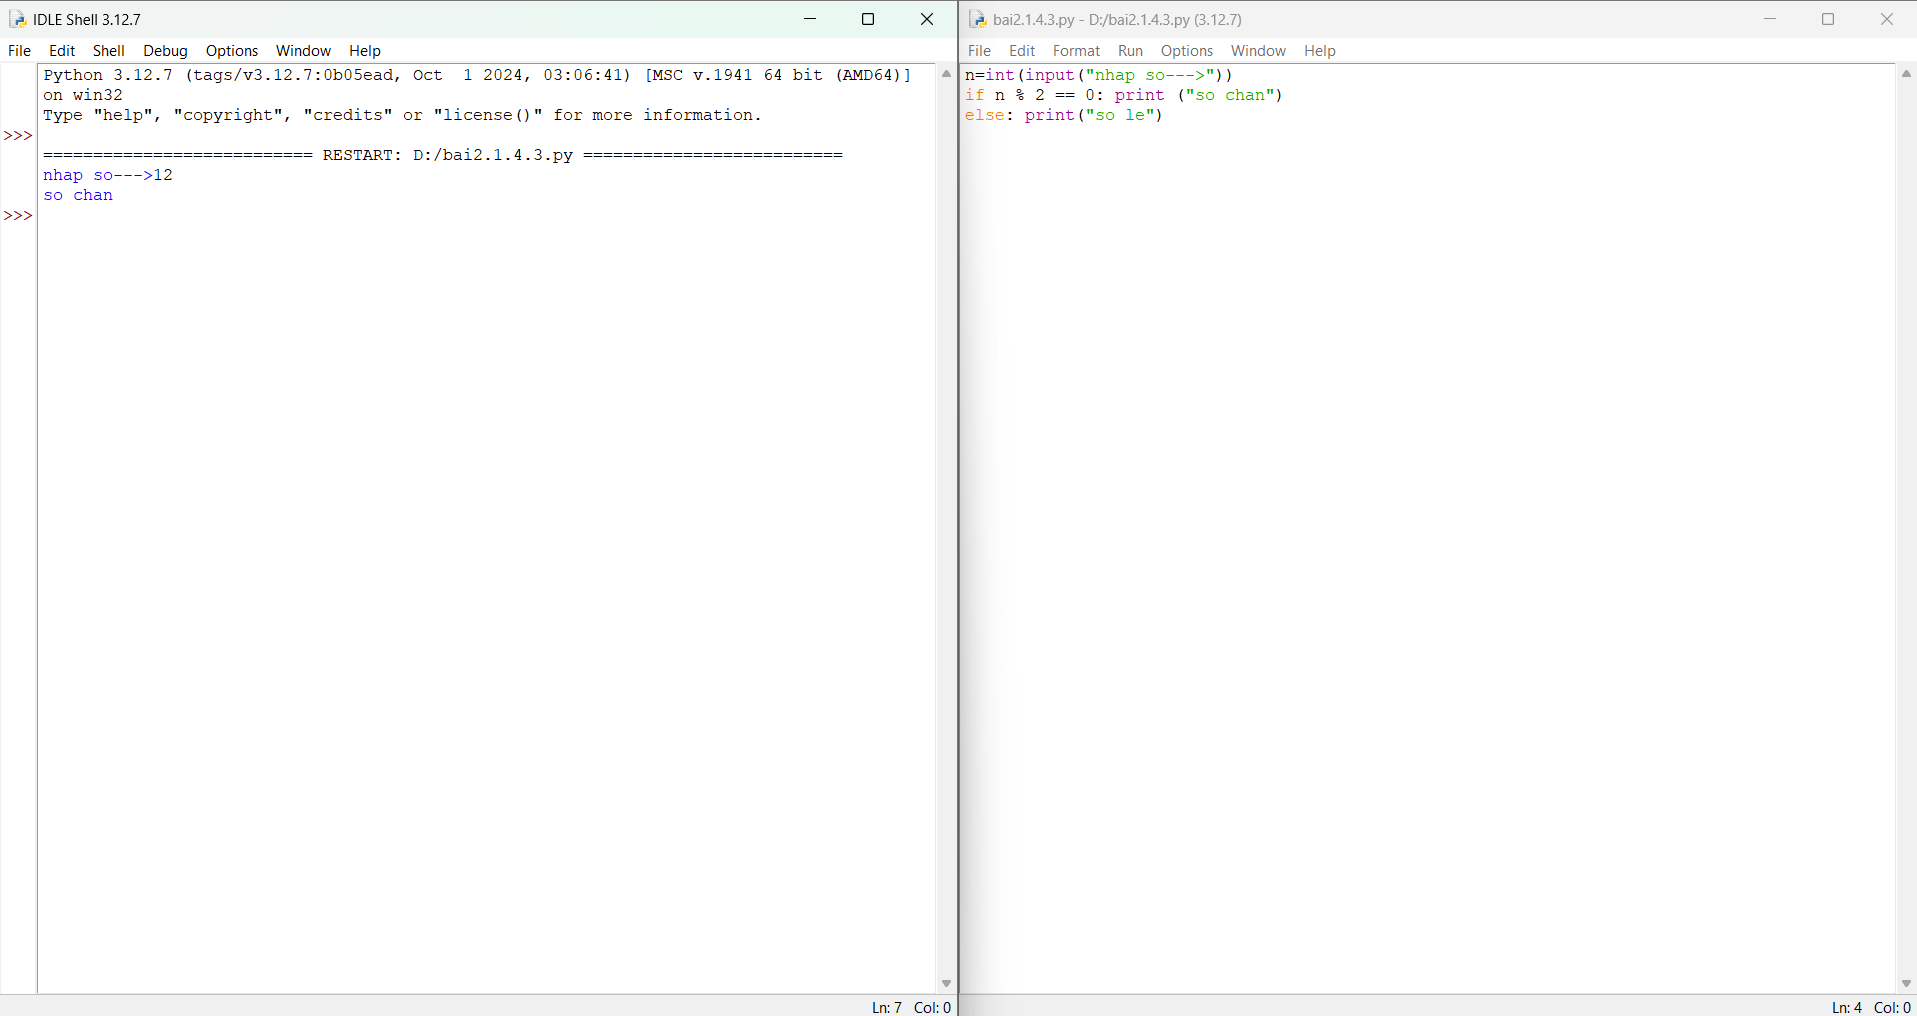 IDLE Shell 3.12.7
File Edit Shell Debug Options Window Help
Python 3.12.7 (tags/v3.12.7:0b05ead, Oct  1 2024, 03:06:41) [MSC v.1941 64 bit (AMD64)]
on win32
Type "help", "copyright", "credits" or "license()" for more information.
>>>
=========================== RESTART: D:/bai2.1.4.3.py ==========================
nhap so--->12
so chan
>>>
Ln: 7 Col: 0
bai2.1.4.3.py - D:/bai2.1.4.3.py (3.12.7)
File Edit Format Run Options Window Help
n=int(input("nhap so--->"))
if n % 2 == 0: print ("so chan")
else: print("so le")
Ln: 4 Col: 0